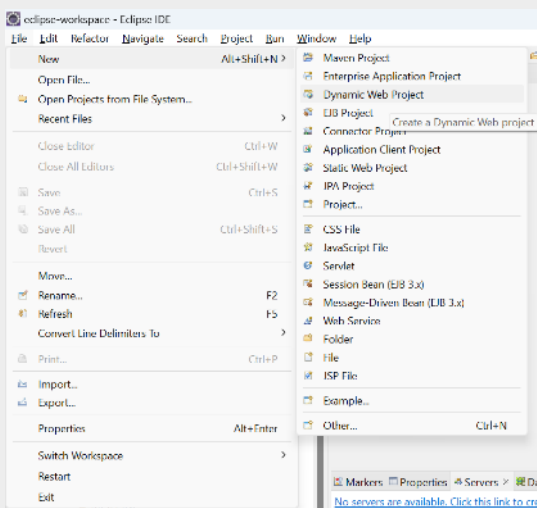 eclipse-workspace - Eclipse IDE
File Edit Refactor Navigate Search Project Run Window Help
New Alt+Shift+N >
Open File...
Open Projects from File System...
Recent Files >
Close Editor Ctrl+W
Close All Editors Ctrl+Shift+W
Save Ctrl+S
Save As...
Save All Ctrl+Shift+S
Revert
Move...
Rename... F2
Refresh F5
Convert Line Delimiters To >
Print... Ctrl+P
Import...
Export...
Properties Alt+Enter
Switch Workspace >
Restart
Exit
Maven Project
Enterprise Application Project
Dynamic Web Project
EJB Project
Create a Dynamic Web project
Connector Project
Application Client Project
Static Web Project
JPA Project
Project...
CSS File
JavaScript File
Servlet
Session Bean (EJB 3.x)
Message-Driven Bean (EJB 3.x)
Web Service
Folder
File
JSP File
Example...
Other... Ctrl+N
Markers Properties Servers × Da
No servers are available. Click this link to cre